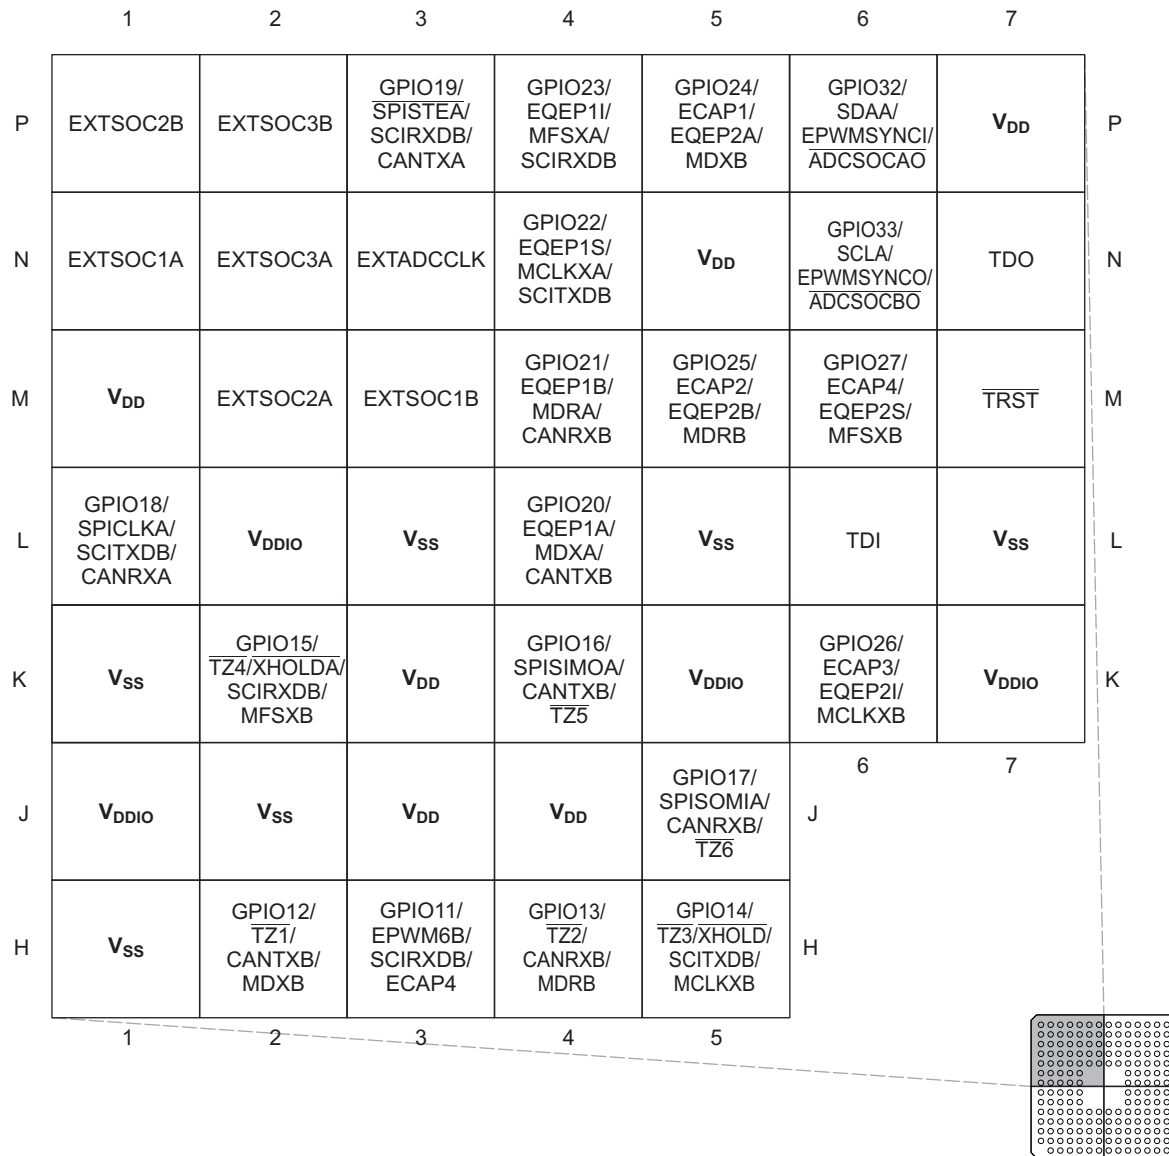 1 2 3 4 5 6 7
P
EXTSOC2B
EXTSOC3B
GPIO19/
SPISTEA/
SCIRXDB/
CANTXA
GPIO23/
EQEP1I/
MFSXA/
SCIRXDB
GPIO24/
ECAP1/
EQEP2A/
MDXB
GPIO32/
SDAA/
EPWMSYNCI/
ADCSOCAO
VDD
P
N
EXTSOC1A
EXTSOC3A
EXTADCCLK
GPIO22/
EQEP1S/
MCLKXA/
SCITXDB
VDD
GPIO33/
SCLA/
EPWMSYNCO/
ADCSOCBO
TDO
N
M
VDD
EXTSOC2A
EXTSOC1B
GPIO21/
EQEP1B/
MDRA/
CANRXB
GPIO25/
ECAP2/
EQEP2B/
MDRB
GPIO27/
ECAP4/
EQEP2S/
MFSXB
TRST
M
L
GPIO18/
SPICLKA/
SCITXDB/
CANRXA
VDDIO
VSS
GPIO20/
EQEP1A/
MDXA/
CANTXB
VSS
TDI
VSS
L
K
VSS
GPIO15/
TZ4/XHOLDA/
SCIRXDB/
MFSXB
VDD
GPIO16/
SPISIMOA/
CANTXB/
TZ5
VDDIO
GPIO26/
ECAP3/
EQEP2I/
MCLKXB
VDDIO
K
6 7
J
VDDIO
VSS
VDD
VDD
GPIO17/
SPISOMIA/
CANRXB/
TZ6
J
H
VSS
GPIO12/
TZ1/
CANTXB/
MDXB
GPIO11/
EPWM6B/
SCIRXDB/
ECAP4
GPIO13/
TZ2/
CANRXB/
MDRB
GPIO14/
TZ3/XHOLD/
SCITXDB/
MCLKXB
H
1 2 3 4 5